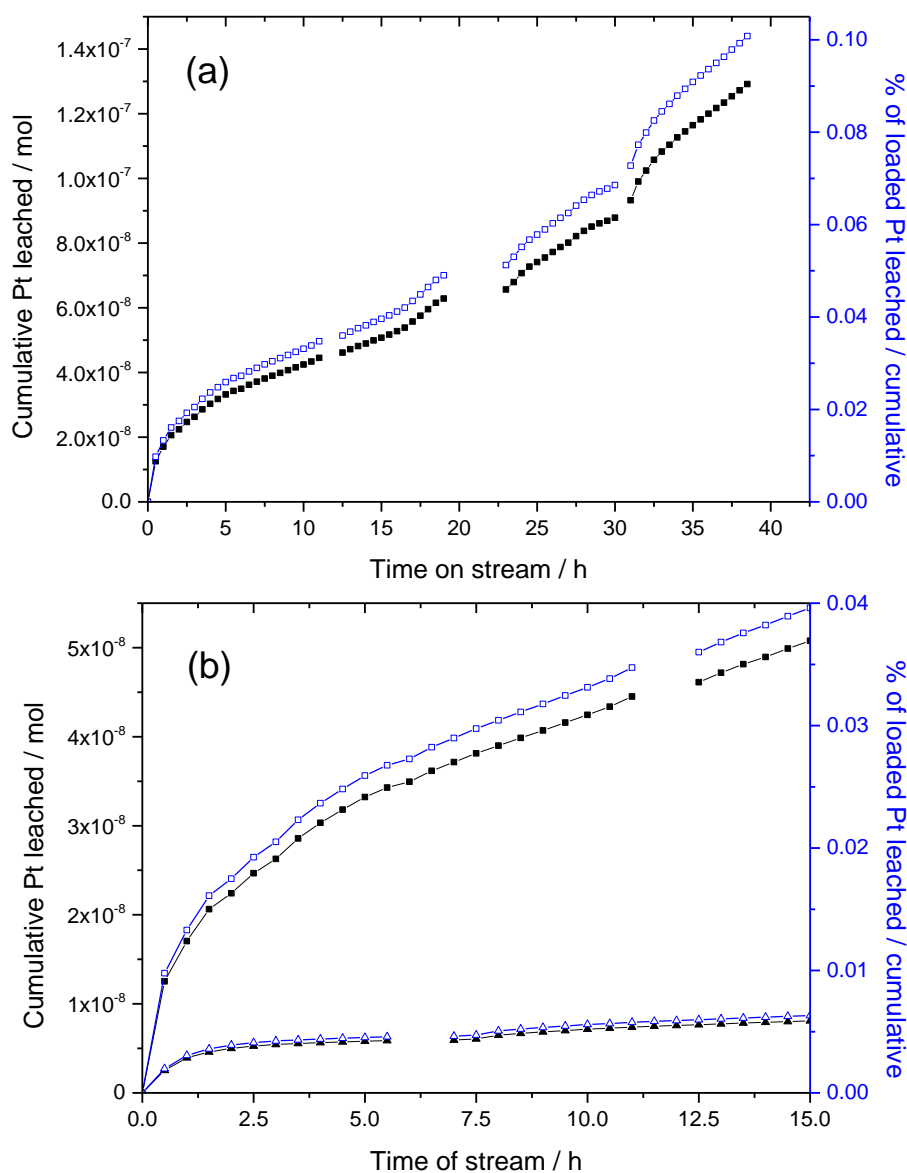 (a)
Cumulative Pt leached / mol
1.4x10⁻⁷
1.2x10⁻⁷
1.0x10⁻⁷
8.0x10⁻⁸
6.0x10⁻⁸
4.0x10⁻⁸
2.0x10⁻⁸
0.0
0.10
0.08
0.06
0.04
0.02
0.00
% of loaded Pt leached / cumulative
0 5 10 15 20 25 30 35 40
Time on stream / h
(b)
Cumulative Pt leached / mol
5x10⁻⁸
4x10⁻⁸
3x10⁻⁸
2x10⁻⁸
1x10⁻⁸
0
0.04
0.03
0.02
0.01
0.00
% of loaded Pt leached / cumulative
0.0 2.5 5.0 7.5 10.0 12.5 15.0
Time of stream / h